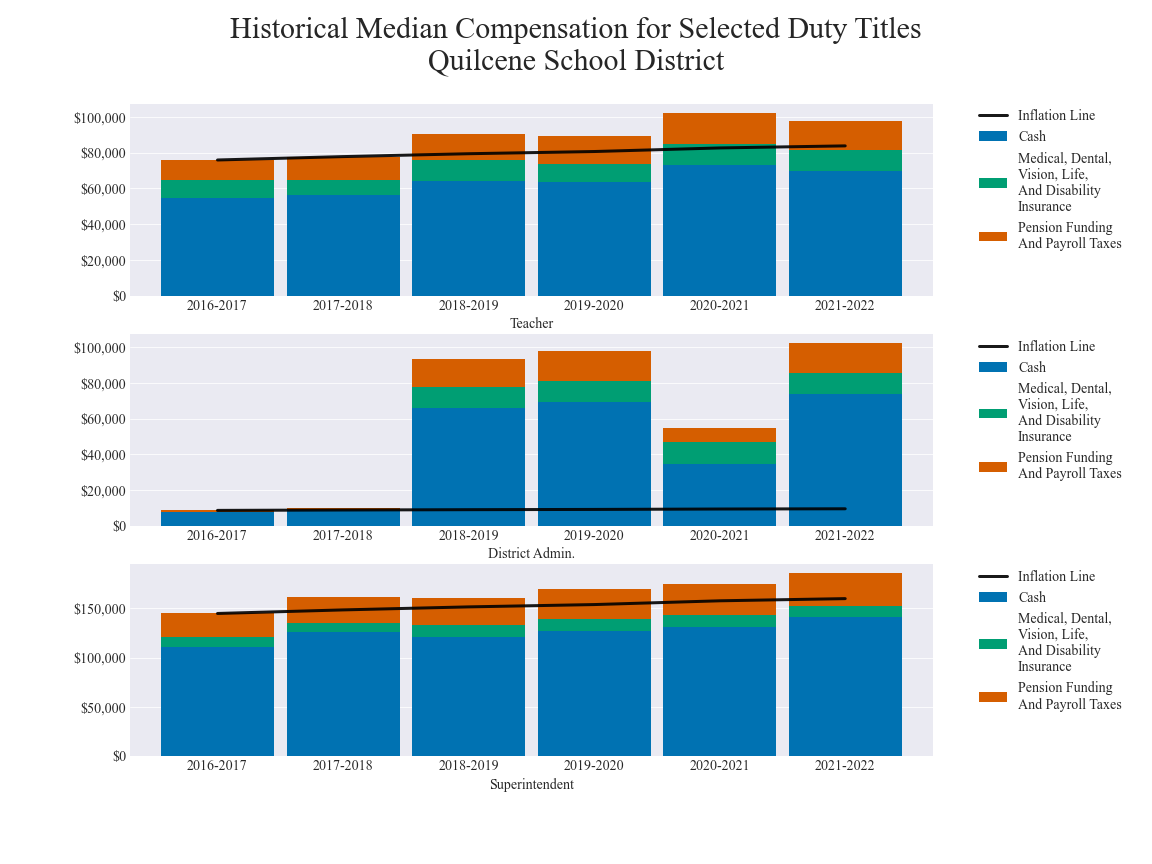 Historical Median Compensation for Selected Duty Titles
Quilcene School District
$100,000
$80,000
$60,000
$40,000
$20,000
$0
2016-2017 2017-2018 2018-2019 2019-2020 2020-2021 2021-2022
Teacher
Inflation Line
Cash
Medical, Dental,
Vision, Life,
And Disability
Insurance
Pension Funding
And Payroll Taxes
$100,000
$80,000
$60,000
$40,000
$20,000
$0
2016-2017 2017-2018 2018-2019 2019-2020 2020-2021 2021-2022
District Admin.
Inflation Line
Cash
Medical, Dental,
Vision, Life,
And Disability
Insurance
Pension Funding
And Payroll Taxes
$150,000
$100,000
$50,000
$0
2016-2017 2017-2018 2018-2019 2019-2020 2020-2021 2021-2022
Superintendent
Inflation Line
Cash
Medical, Dental,
Vision, Life,
And Disability
Insurance
Pension Funding
And Payroll Taxes